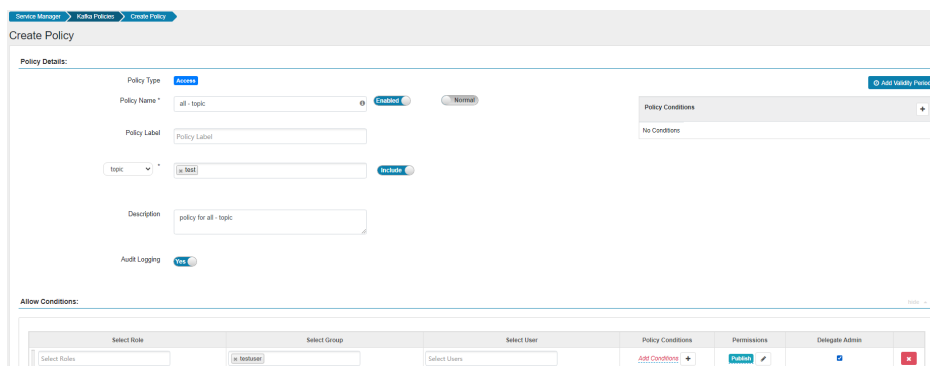 Service Manager Kafka Policies Create Policy
Create Policy
Policy Details:
Policy Type Access
Add Validity Period
Policy Name * all - topic Enabled Normal
Policy Conditions
No Conditions
Policy Label Policy Label
topic * test Include
Description policy for all - topic
Audit Logging Yes
Allow Conditions:
hide
Select Role Select Group Select User Policy Conditions Permissions Delegate Admin
Select Roles testuser Select Users Add Conditions + Publish